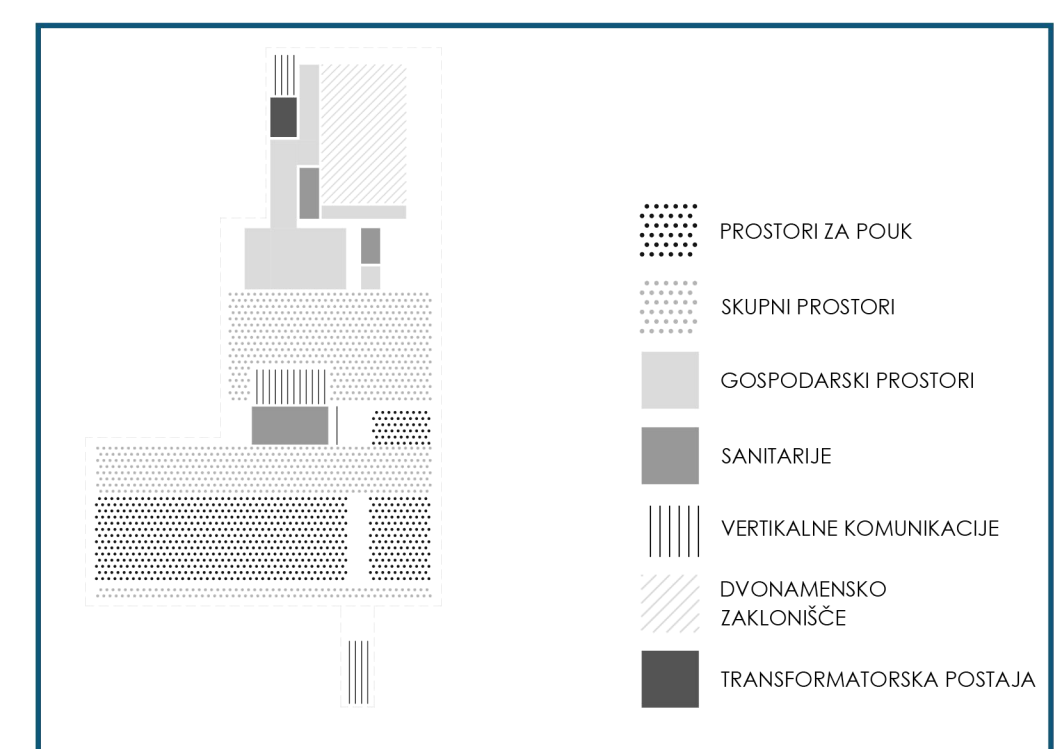 PROSTORI ZA POUK
SKUPNI PROSTORI
GOSPODARSKI PROSTORI
SANITARIJE
VERTIKALNE KOMUNIKACIJE
DVONAMENSKO
ZAKLONIŠČE
TRANSFORMATORSKA POSTAJA